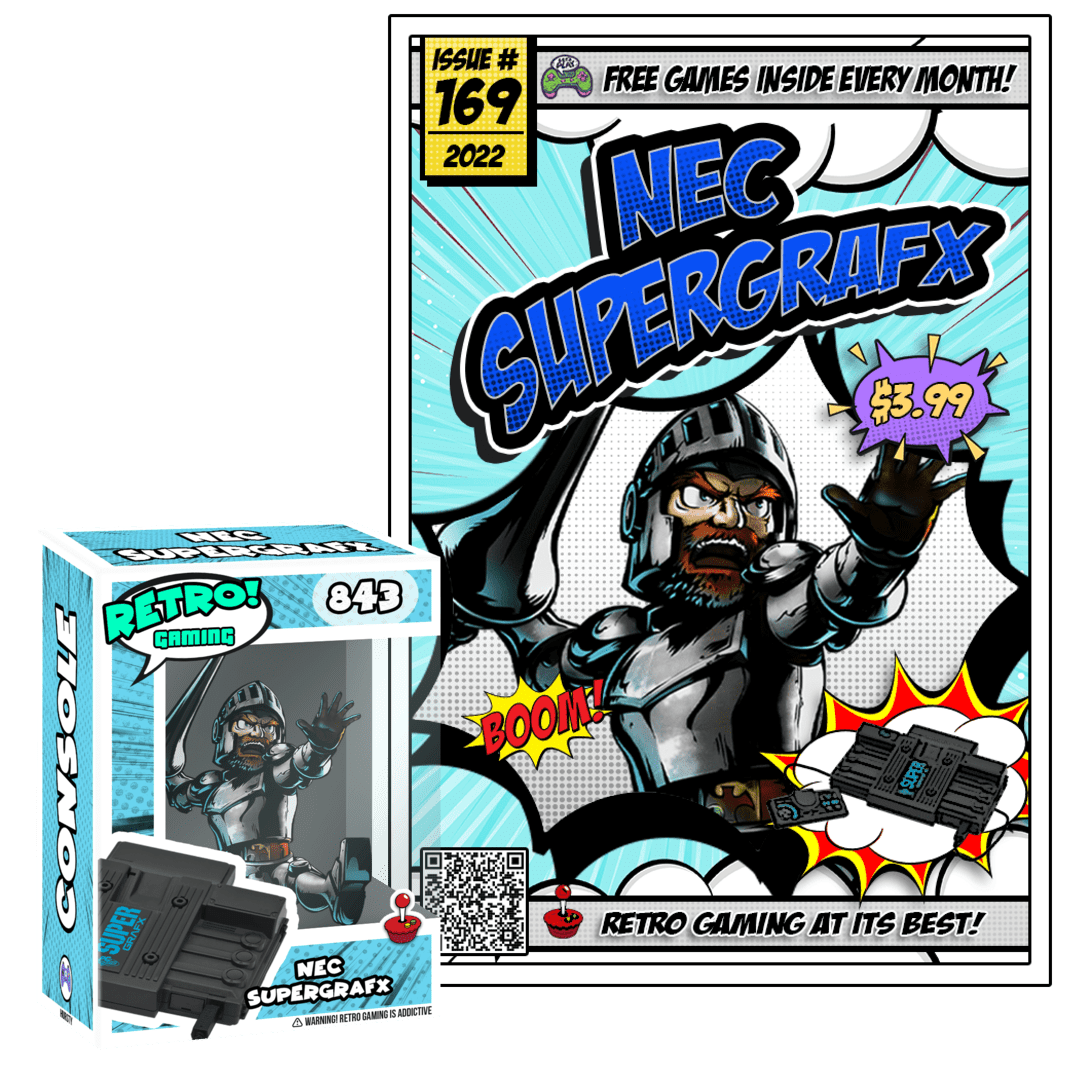 ISSUE #
169
2022
FREE GAMES INSIDE EVERY MONTH!
NEC
SUPERGRAFX
$3.99
BOOM!
SUPER
RETRO GAMING AT ITS BEST!
NEC
SUPERGRAFX
RETRO!
GAMING
843
CONSOLE
SUPER
GRAFX
NEC
SUPERGRAFX
WARNING! RETRO GAMING IS ADDICTIVE